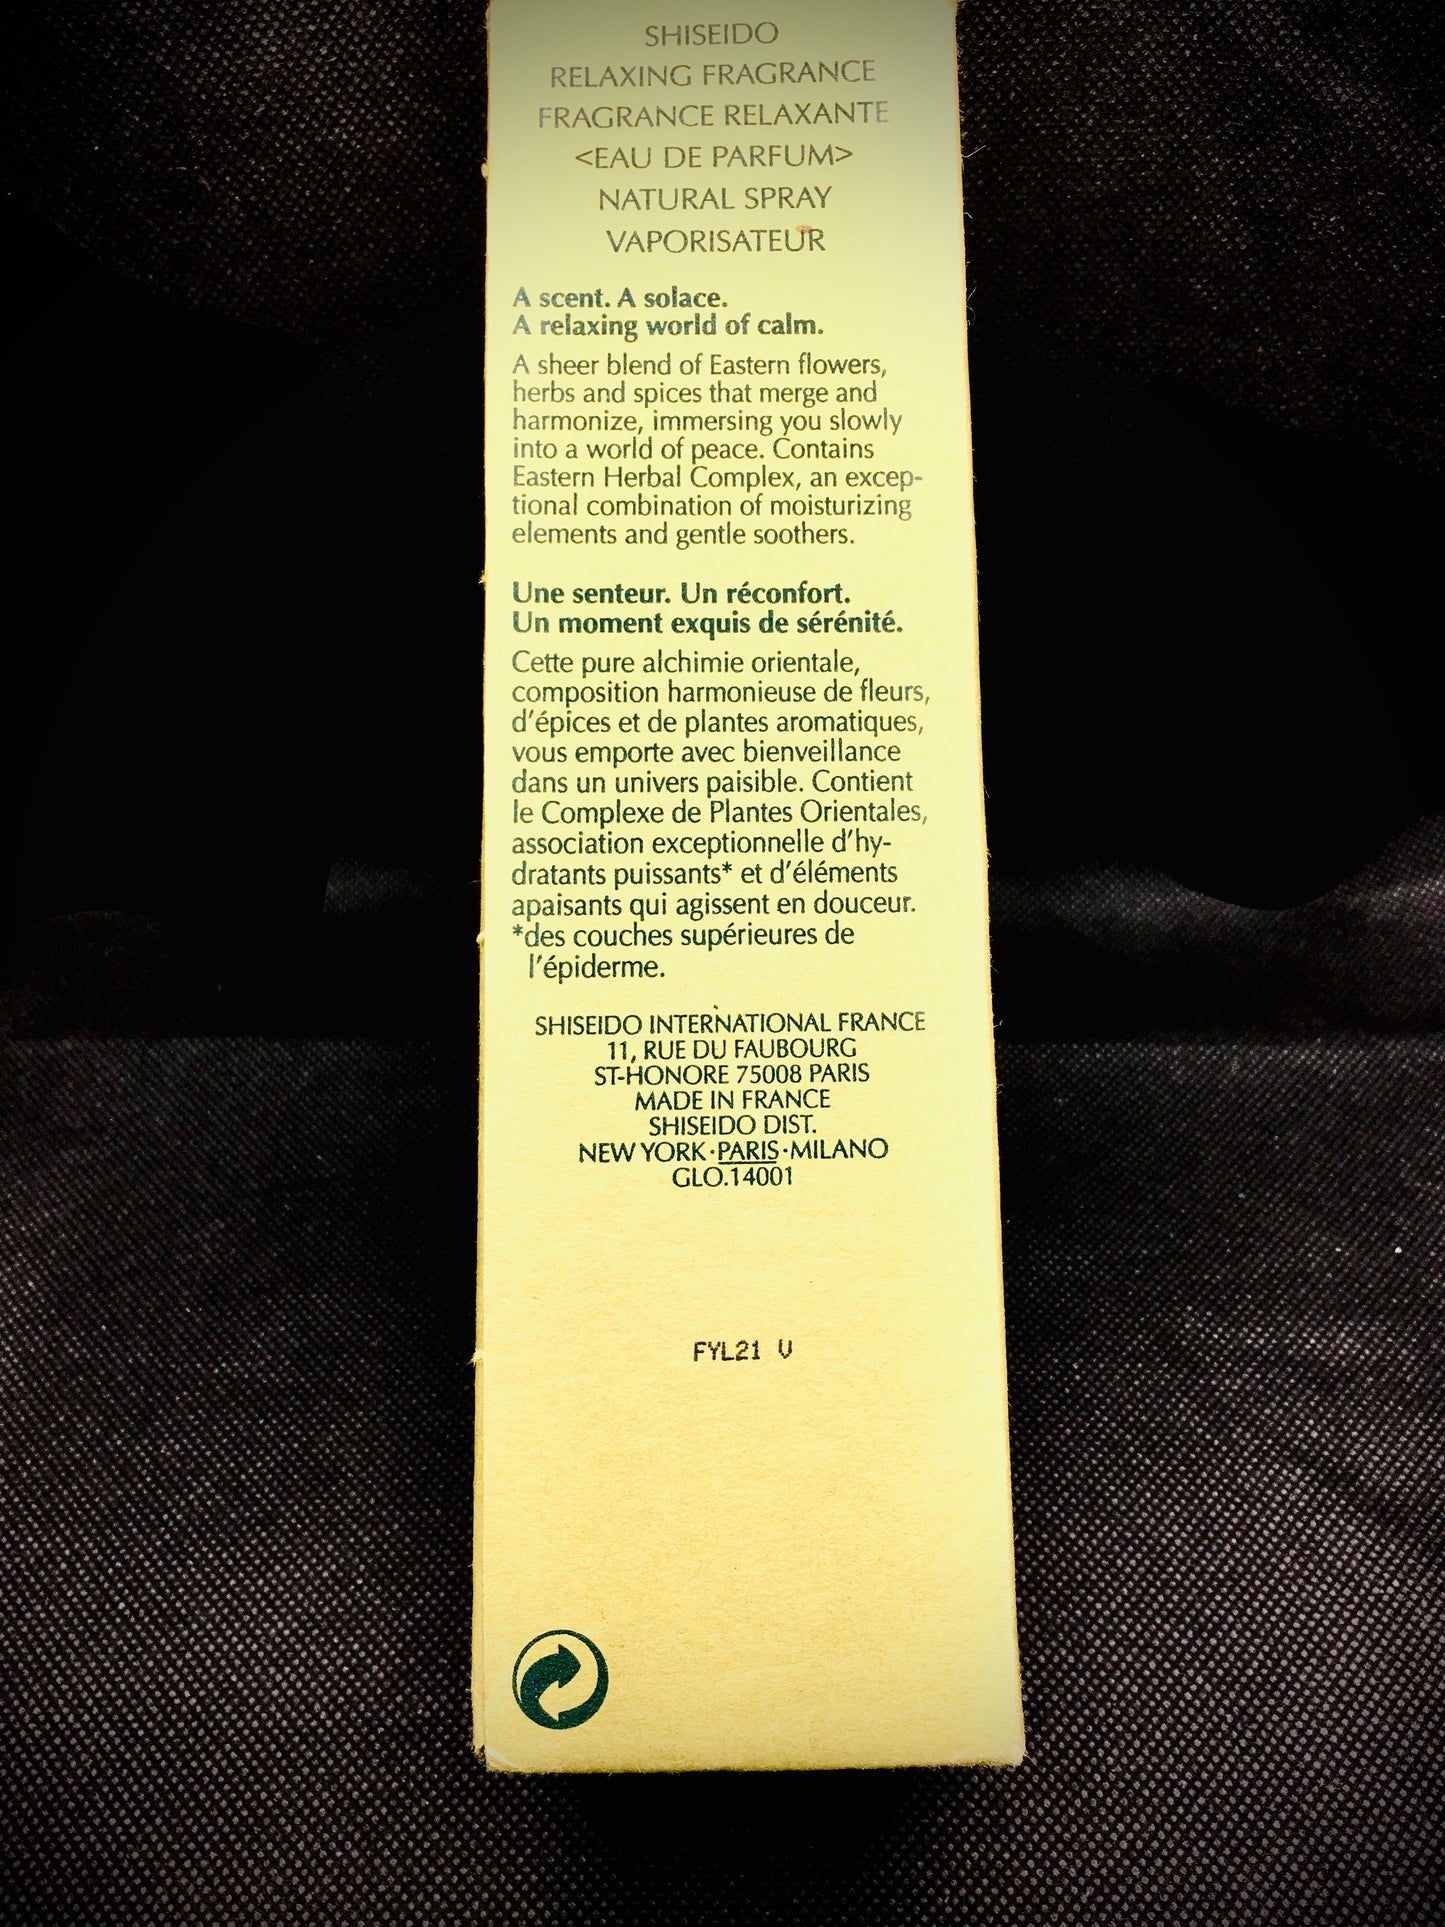 SHISEIDO
RELAXING FRAGRANCE
FRAGRANCE RELAXANTE
<EAU DE PARFUM>
NATURAL SPRAY
VAPORISATEUR
A scent. A solace.
A relaxing world of calm.
A sheer blend of Eastern flowers,
herbs and spices that merge and
harmonize, immersing you slowly
into a world of peace. Contains
Eastern Herbal Complex, an excep-
tional combination of moisturizing
elements and gentle soothers.
Une senteur. Un réconfort.
Un moment exquis de sérénité.
Cette pure alchimie orientale,
composition harmonieuse de fleurs,
d'épices et de plantes aromatiques,
vous emporte avec bienveillance
dans un univers paisible. Contient
le Complexe de Plantes Orientales,
association exceptionnelle d'hy-
dratants puissants* et d'éléments
apaisants qui agissent en douceur.
*des couches supérieures de
l'épiderme.
SHISEIDO INTERNATIONAL FRANCE
11, RUE DU FAUBOURG
ST-HONORE 75008 PARIS
MADE IN FRANCE
SHISEIDO DIST.
NEW YORK·PARIS·MILANO
GLO.14001
FYL21 V